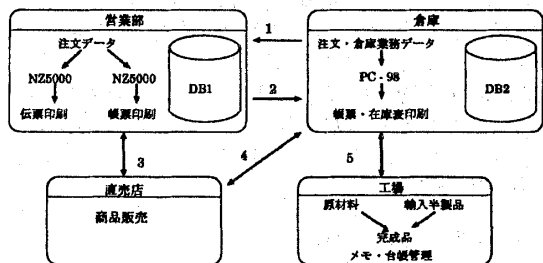 営業部
注文データ
NZ5000 NZ5000
伝票印刷 帳票印刷
DB1
1
2
倉庫
注文・倉庫業務データ
PC-98
帳票・在庫表印刷
DB2
3
4
5
直売店
商品販売
工場
原材料 輸入半製品
完成品
メモ・台帳管理